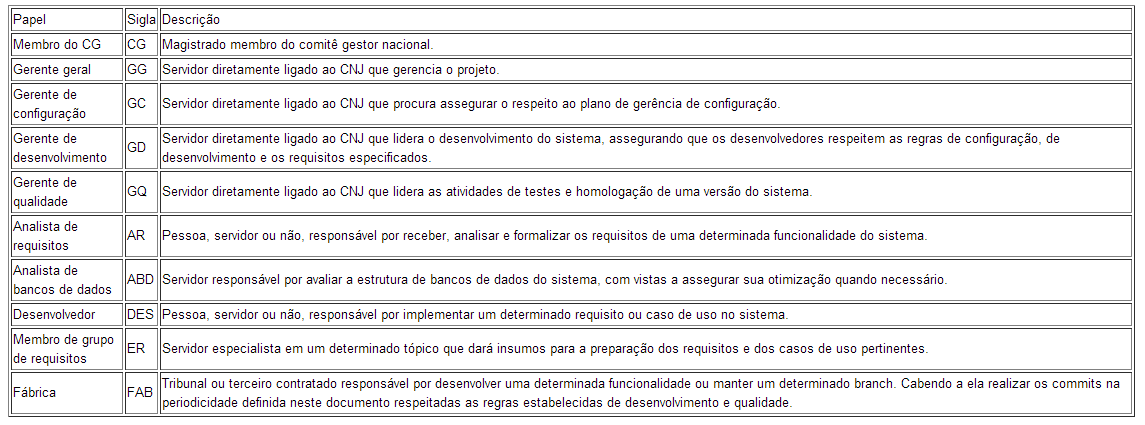 Papel Sigla Descrição
Membro do CG CG Magistrado membro do comitê gestor nacional.
Gerente geral GG Servidor diretamente ligado ao CNJ que gerencia o projeto.
Gerente de
configuração GC Servidor diretamente ligado ao CNJ que procura assegurar o respeito ao plano de gerência de configuração.
Gerente de
desenvolvimento GD Servidor diretamente ligado ao CNJ que lidera o desenvolvimento do sistema, assegurando que os desenvolvedores respeitem as regras de configuração, de
desenvolvimento e os requisitos especificados.
Gerente de
qualidade GQ Servidor diretamente ligado ao CNJ que lidera as atividades de testes e homologação de uma versão do sistema.
Analista de
requisitos AR Pessoa, servidor ou não, responsável por receber, analisar e formalizar os requisitos de uma determinada funcionalidade do sistema.
Analista de
bancos de dados ABD Servidor responsável por avaliar a estrutura de bancos de dados do sistema, com vistas a assegurar sua otimização quando necessário.
Desenvolvedor DES Pessoa, servidor ou não, responsável por implementar um determinado requisito ou caso de uso no sistema.
Membro de grupo
de requisitos ER Servidor especialista em um determinado tópico que dará insumos para a preparação dos requisitos e dos casos de uso pertinentes.
Fábrica FAB Tribunal ou terceiro contratado responsável por desenvolver uma determinada funcionalidade ou manter um determinado branch. Cabendo a ela realizar os commits na
periodicidade definida neste documento respeitadas as regras estabelecidas de desenvolvimento e qualidade.